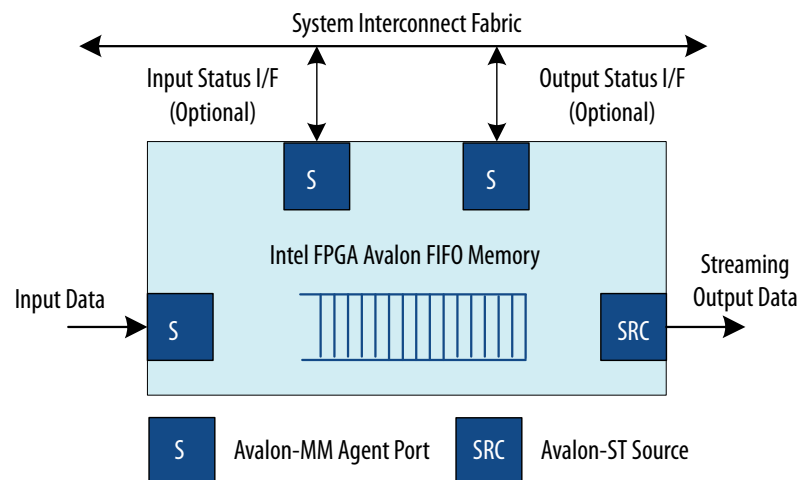 System Interconnect Fabric
Input Status I/F
(Optional)
Output Status I/F
(Optional)
S
S
Intel FPGA Avalon FIFO Memory
Input Data
S
SRC
Streaming
Output Data
S
Avalon-MM Agent Port
SRC
Avalon-ST Source